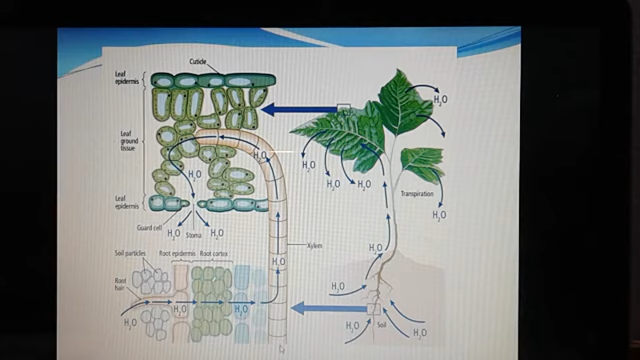 Cuticle
Leaf
epidermis
H₂O
Leaf
ground
tissue
H₂O
H₂O
H₂O
H₂O
H₂O
Transpiration
Leaf
epidermis
H₂O
Guard cell
Stoma
H₂O
H₂O
Xylem
H₂O
Soil particles
Root epidermis
Root cortex
H₂O
Root
hair
H₂O
H₂O
H₂O
H₂O
H₂O
Soil
H₂O